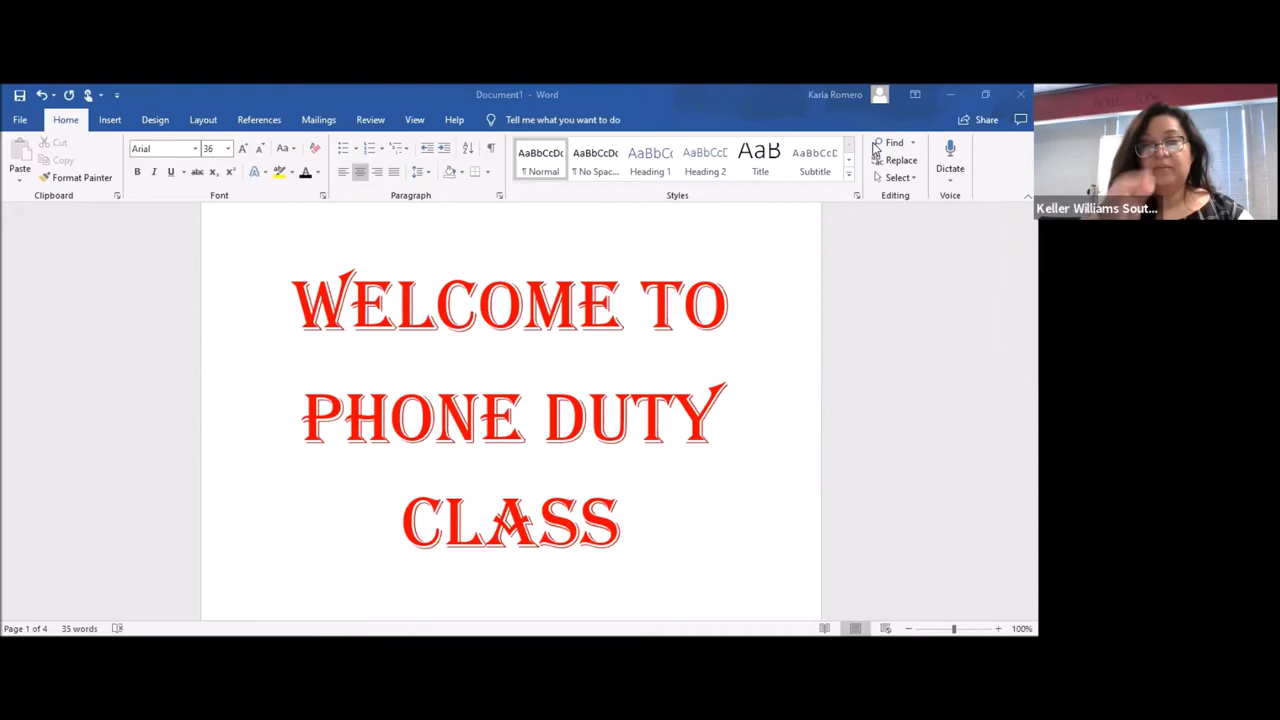 Document1 - Word
Karla Romero
File Home Insert Design Layout References Mailings Review View Help Tell me what you want to do Share
Paste
Cut
Copy
Format Painter
Arial 36
AaBbCcDc AaBbCcDc AaBbCc AaBbCcD AaB AaBbCcD
¶ Normal ¶ No Spac... Heading 1 Heading 2 Title Subtitle
Find
Replace
Select
Dictate
Clipboard Font Paragraph Styles Editing Voice
Keller Williams Sout...
WELCOME TO
PHONE DUTY
CLASS
Page 1 of 4 35 words 100%